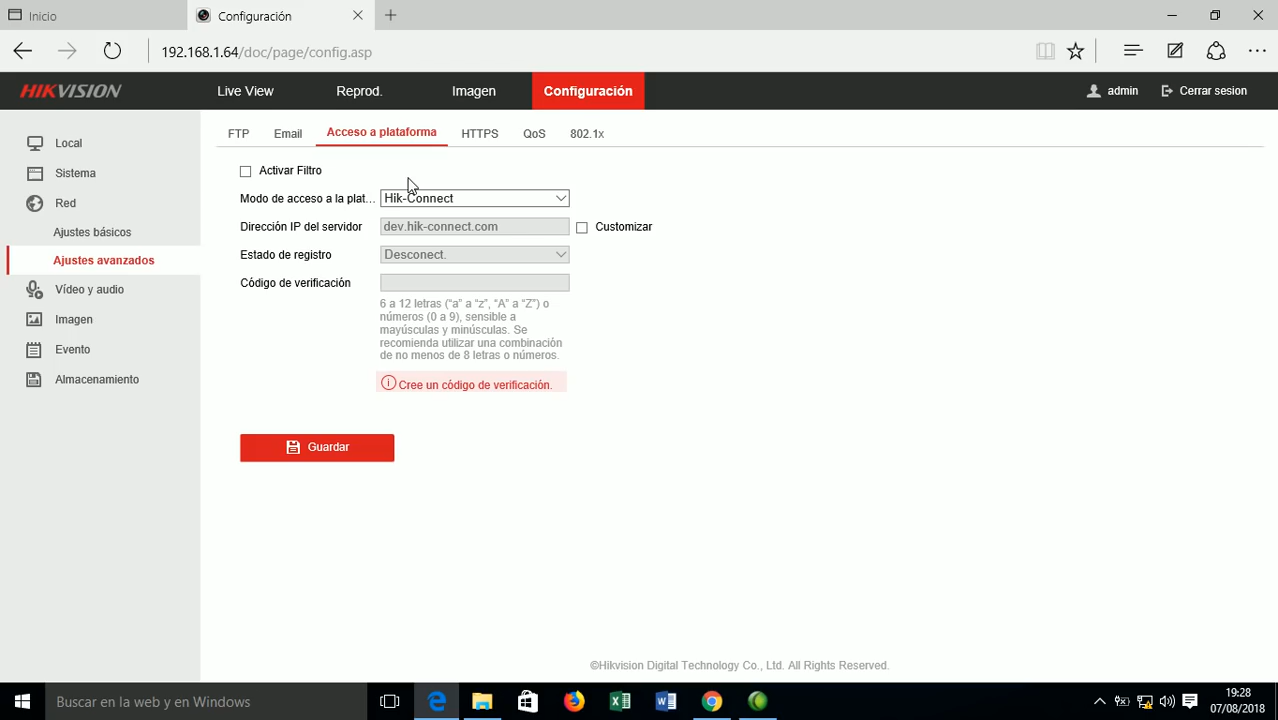 Inicio
Configuración
192.168.1.64/doc/page/config.asp
HIKVISION
Live View
Reprod.
Imagen
Configuración
admin
Cerrar sesion
Local
Sistema
Red
Ajustes básicos
Ajustes avanzados
Vídeo y audio
Imagen
Evento
Almacenamiento
FTP
Email
Acceso a plataforma
HTTPS
QoS
802.1x
Activar Filtro
Modo de acceso a la plat...
Hik-Connect
Dirección IP del servidor
dev.hik-connect.com
Customizar
Estado de registro
Desconect.
Código de verificación
6 a 12 letras (“a” a “z”, “A” a “Z”) o
números (0 a 9), sensible a
mayúsculas y minúsculas. Se
recomienda utilizar una combinación
de no menos de 8 letras o números.
Cree un código de verificación.
Guardar
©Hikvision Digital Technology Co., Ltd. All Rights Reserved.
Buscar en la web y en Windows
19:28
07/08/2018